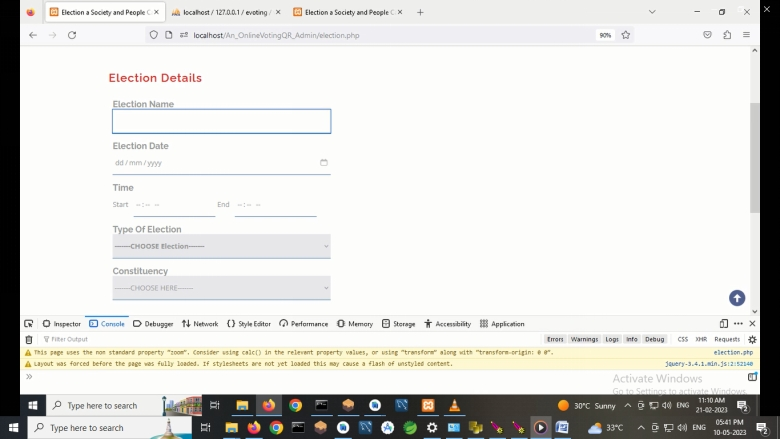 Election a Society and People C
localhost / 127.0.0.1 / evoting /
Election a Society and People C
localhost/An_OnlineVotingQR_Admin/election.php
90%
Election Details
Election Name
Election Date
dd / mm / yyyy
Time
Start --:-- -- End --:-- --
Type Of Election
-------CHOOSE Election-------
Constituency
-------CHOOSE HERE-------
Inspector Console Debugger Network Style Editor Performance Memory Storage Accessibility Application
Filter Output Errors Warnings Logs Info Debug CSS XHR Requests
This page uses the non standard property "zoom". Consider using calc() in the relevant property values, or using "transform" along with "transform-origin: 0 0". election.php
Layout was forced before the page was fully loaded. If stylesheets are not yet loaded this may cause a flash of unstyled content. jquery-3.4.1.min.js:2:52140
Activate Windows
Go to Settings to activate Windows.
Type here to search 30°C Sunny ENG 11:10 AM
21-02-2023
Type here to search 33°C ENG 05:41 PM
10-05-2023